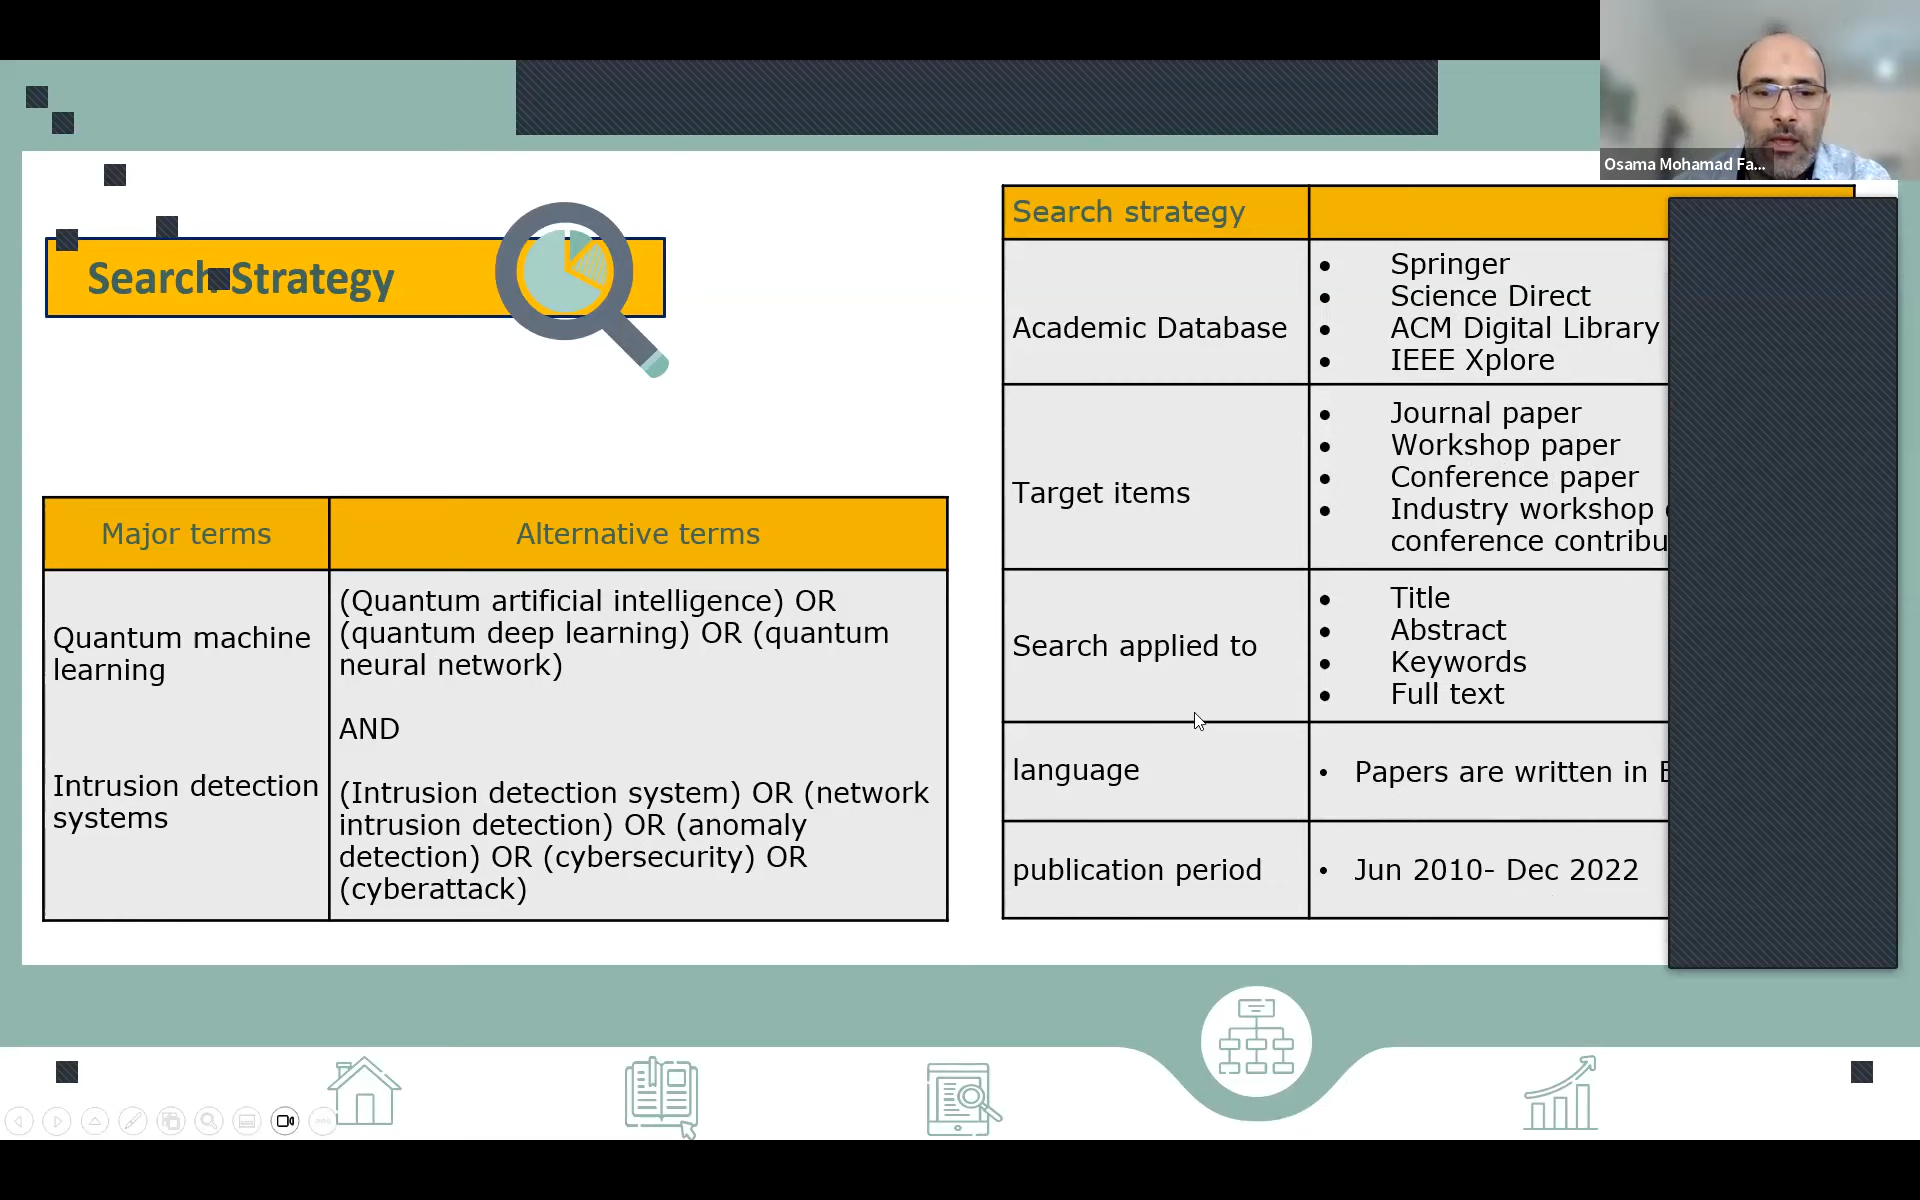 Osama Mohamad Fa...
Search Strategy
Major terms
Alternative terms
Quantum machine
learning
Intrusion detection
systems
(Quantum artificial intelligence) OR
(quantum deep learning) OR (quantum
neural network)
AND
(Intrusion detection system) OR (network
intrusion detection) OR (anomaly
detection) OR (cybersecurity) OR
(cyberattack)
Search strategy
Academic Database
• Springer
• Science Direct
• ACM Digital Library
• IEEE Xplore
Target items
• Journal paper
• Workshop paper
• Conference paper
• Industry workshop
conference contribu
Search applied to
• Title
• Abstract
• Keywords
• Full text
language
• Papers are written in
publication period
• Jun 2010- Dec 2022